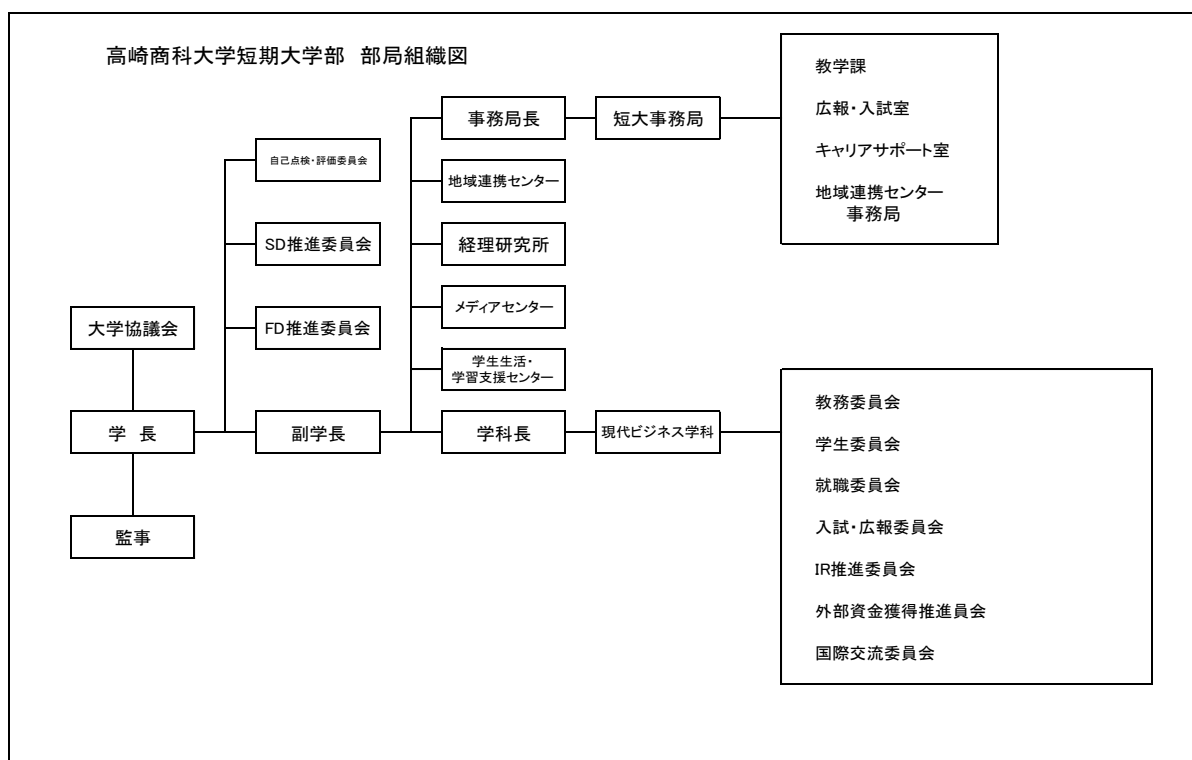 高崎商科大学短期大学部 部局組織図
教学課
広報・入試室
キャリアサポート室
地域連携センター
事務局
事務局長
短大事務局
自己点検・評価委員会
地域連携センター
SD推進委員会
経理研究所
メディアセンター
大学協議会
FD推進委員会
学生生活・
学習支援センター
学 長
副学長
学科長
現代ビジネス学科
監事
教務委員会
学生委員会
就職委員会
入試・広報委員会
IR推進委員会
外部資金獲得推進員会
国際交流委員会